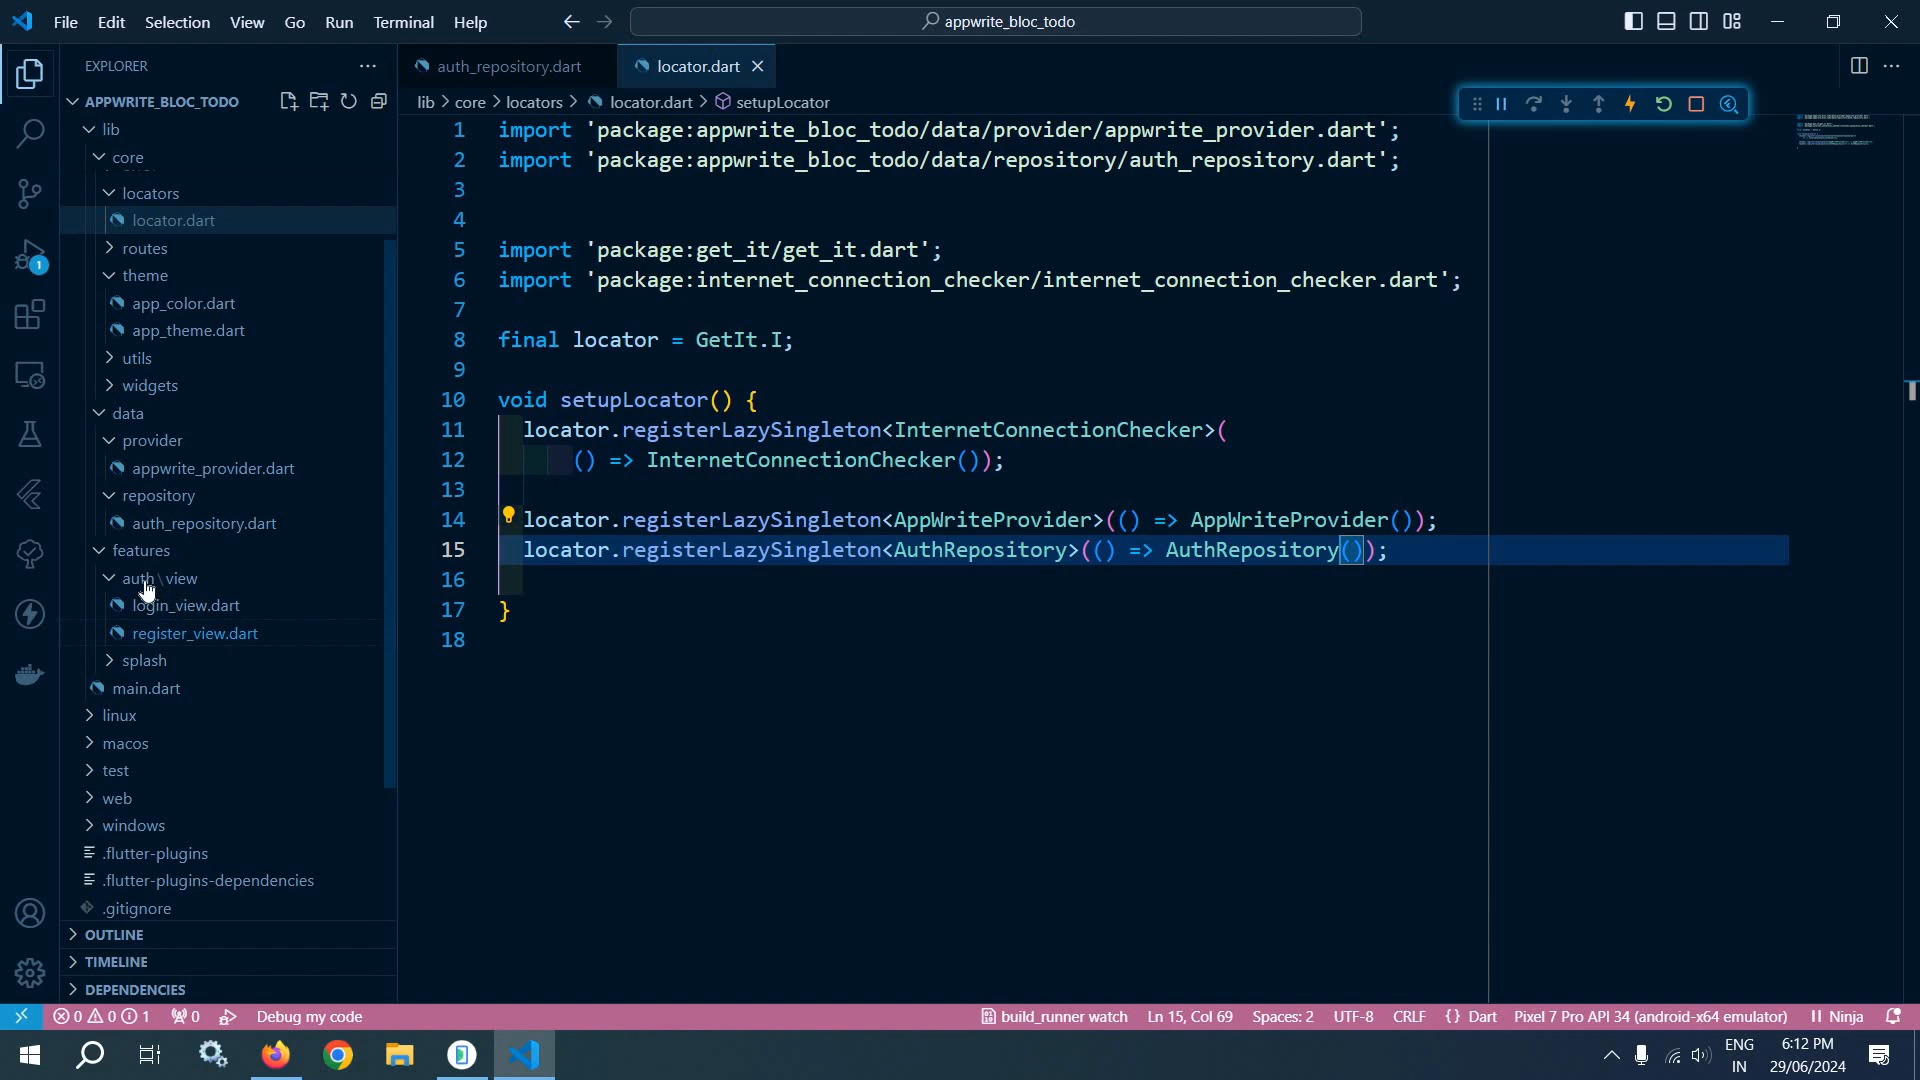 File Edit Selection View Go Run Terminal Help
appwrite_bloc_todo
EXPLORER
APPWRITE_BLOC_TODO
lib
core
locators
locator.dart
routes
theme
app_color.dart
app_theme.dart
utils
widgets
data
provider
appwrite_provider.dart
repository
auth_repository.dart
features
auth \ view
login_view.dart
register_view.dart
splash
main.dart
linux
macos
test
web
windows
.flutter-plugins
.flutter-plugins-dependencies
.gitignore
OUTLINE
TIMELINE
DEPENDENCIES
auth_repository.dart
locator.dart
lib > core > locators > locator.dart > setupLocator
1 import 'package:appwrite_bloc_todo/data/provider/appwrite_provider.dart';
2 import 'package:appwrite_bloc_todo/data/repository/auth_repository.dart';
3
4
5 import 'package:get_it/get_it.dart';
6 import 'package:internet_connection_checker/internet_connection_checker.dart';
7
8 final locator = GetIt.I;
9
10 void setupLocator() {
11 locator.registerLazySingleton<InternetConnectionChecker>(
12 () => InternetConnectionChecker());
13
14 locator.registerLazySingleton<AppWriteProvider>(() => AppWriteProvider());
15 locator.registerLazySingleton<AuthRepository>(() => AuthRepository());
16
17 }
18
1
0 0 1 0 Debug my code
build_runner watch Ln 15, Col 69 Spaces: 2 UTF-8 CRLF {} Dart Pixel 7 Pro API 34 (android-x64 emulator) Ninja
ENG
IN
6:12 PM
29/06/2024